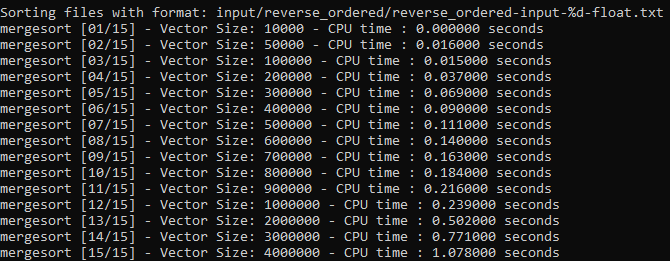 Sorting files with format: input/reverse_ordered/reverse_ordered-input-%d-float.txt
mergesort [01/15] - Vector Size: 10000 - CPU time : 0.000000 seconds
mergesort [02/15] - Vector Size: 50000 - CPU time : 0.016000 seconds
mergesort [03/15] - Vector Size: 100000 - CPU time : 0.015000 seconds
mergesort [04/15] - Vector Size: 200000 - CPU time : 0.037000 seconds
mergesort [05/15] - Vector Size: 300000 - CPU time : 0.069000 seconds
mergesort [06/15] - Vector Size: 400000 - CPU time : 0.090000 seconds
mergesort [07/15] - Vector Size: 500000 - CPU time : 0.111000 seconds
mergesort [08/15] - Vector Size: 600000 - CPU time : 0.140000 seconds
mergesort [09/15] - Vector Size: 700000 - CPU time : 0.163000 seconds
mergesort [10/15] - Vector Size: 800000 - CPU time : 0.184000 seconds
mergesort [11/15] - Vector Size: 900000 - CPU time : 0.216000 seconds
mergesort [12/15] - Vector Size: 1000000 - CPU time : 0.239000 seconds
mergesort [13/15] - Vector Size: 2000000 - CPU time : 0.502000 seconds
mergesort [14/15] - Vector Size: 3000000 - CPU time : 0.771000 seconds
mergesort [15/15] - Vector Size: 4000000 - CPU time : 1.078000 seconds